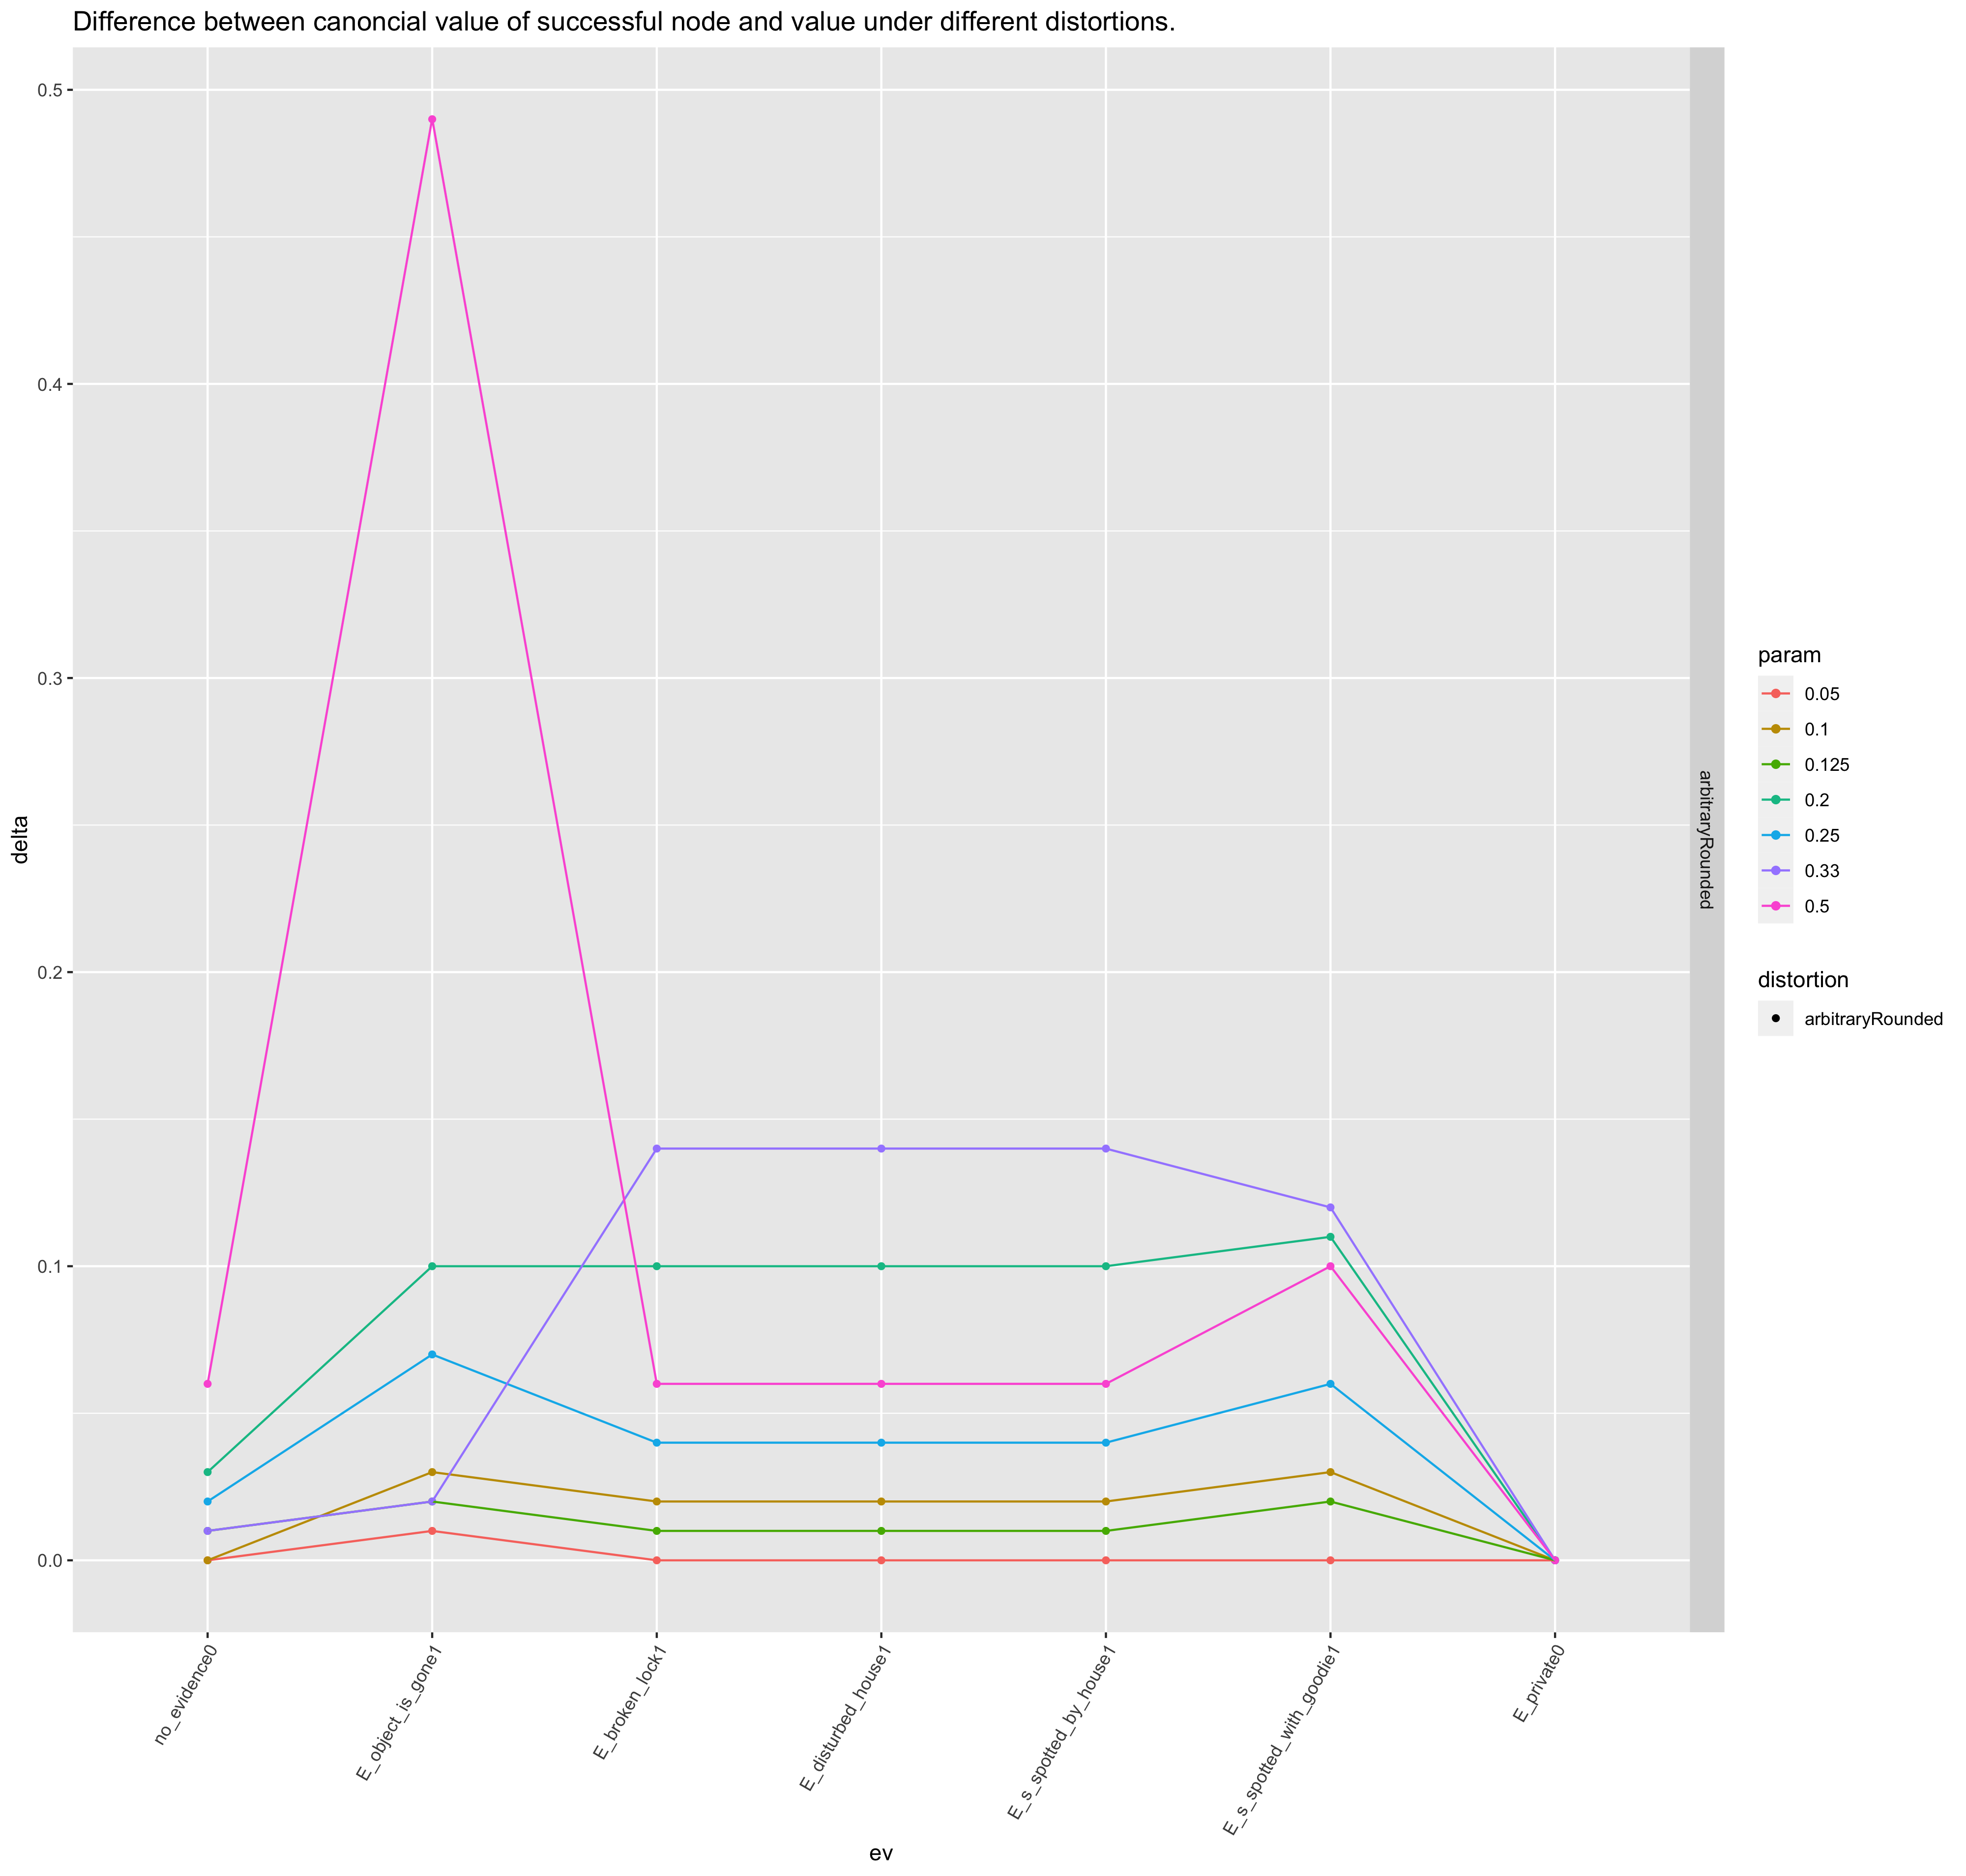 Difference between canoncial value of successful node and value under different distortions.
0.5
0.4
0.3
0.2
0.1
0.0
delta
no_evidence0
E_object_is_gone1
E_broken_lock1
E_disturbed_house1
E_s_spotted_by_house1
E_s_spotted_with_goodie1
E_private0
ev
arbitraryRounded
param
0.05
0.1
0.125
0.2
0.25
0.33
0.5
distortion
arbitraryRounded